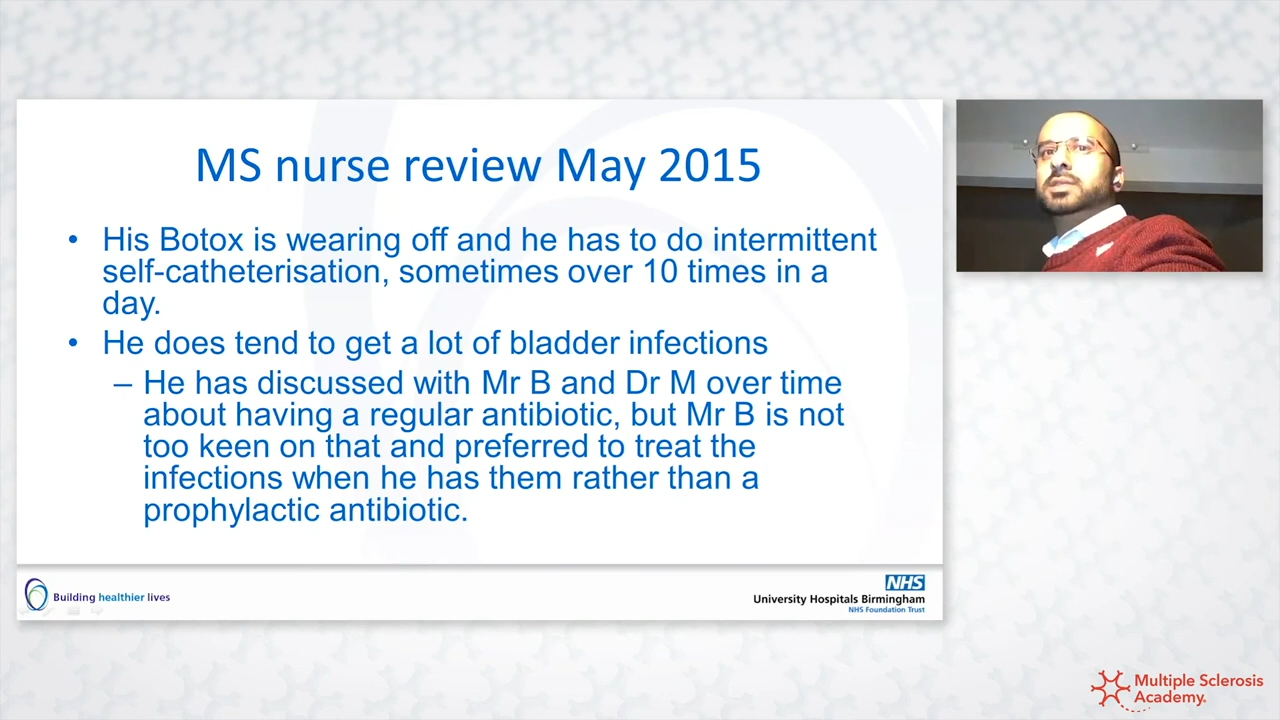 MS nurse review May 2015
• His Botox is wearing off and he has to do intermittent
self-catheterisation, sometimes over 10 times in a
day.
• He does tend to get a lot of bladder infections
– He has discussed with Mr B and Dr M over time
about having a regular antibiotic, but Mr B is not
too keen on that and preferred to treat the
infections when he has them rather than a
prophylactic antibiotic.
Building healthier lives
NHS
University Hospitals Birmingham
NHS Foundation Trust
Multiple Sclerosis
Academy.